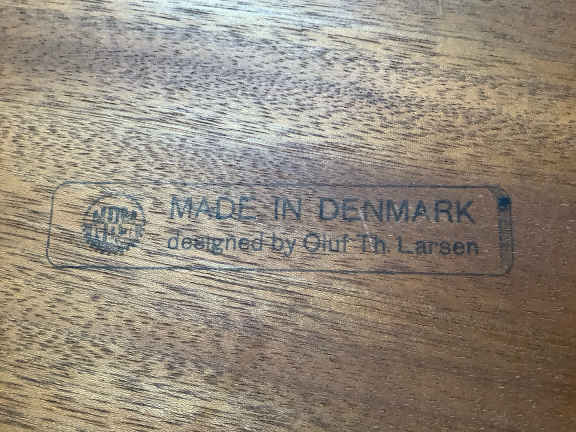 MADE IN DENMARK
designed by Oluf Th. Larsen